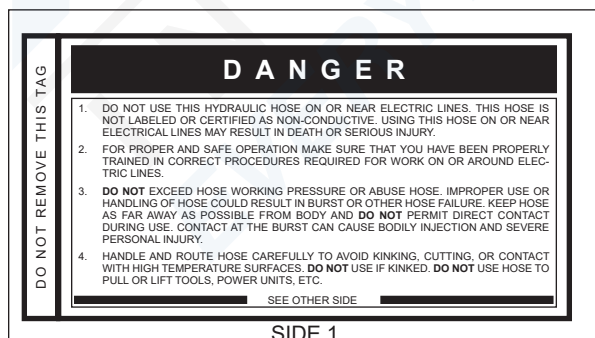 DO NOT REMOVE THIS TAG
DANGER
1. DO NOT USE THIS HYDRAULIC HOSE ON OR NEAR ELECTRIC LINES. THIS HOSE IS
NOT LABELED OR CERTIFIED AS NON-CONDUCTIVE. USING THIS HOSE ON OR NEAR
ELECTRICAL LINES MAY RESULT IN DEATH OR SERIOUS INJURY.
2. FOR PROPER AND SAFE OPERATION MAKE SURE THAT YOU HAVE BEEN PROPERLY
TRAINED IN CORRECT PROCEDURES REQUIRED FOR WORK ON OR AROUND ELEC-
TRIC LINES.
3. DO NOT EXCEED HOSE WORKING PRESSURE OR ABUSE HOSE. IMPROPER USE OR
HANDLING OF HOSE COULD RESULT IN BURST OR OTHER HOSE FAILURE. KEEP HOSE
AS FAR AWAY AS POSSIBLE FROM BODY AND DO NOT PERMIT DIRECT CONTACT
DURING USE. CONTACT AT THE BURST CAN CAUSE BODILY INJECTION AND SEVERE
PERSONAL INJURY.
4. HANDLE AND ROUTE HOSE CAREFULLY TO AVOID KINKING, CUTTING, OR CONTACT
WITH HIGH TEMPERATURE SURFACES. DO NOT USE IF KINKED. DO NOT USE HOSE TO
PULL OR LIFT TOOLS, POWER UNITS, ETC.
SEE OTHER SIDE
SIDE 1